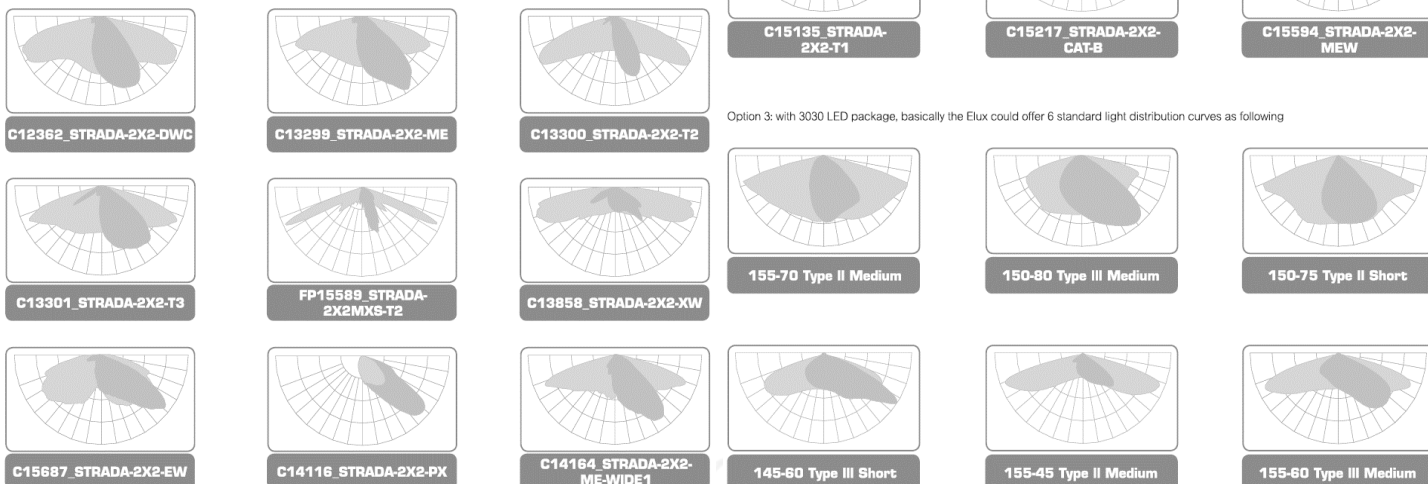 C12362_STRADA-2X2-DWC
C13299_STRADA-2X2-ME
C13300_STRADA-2X2-T2
C13301_STRADA-2X2-T3
FP15589_STRADA-
2X2MXS-T2
C13858_STRADA-2X2-XW
C15687_STRADA-2X2-EW
C14116_STRADA-2X2-PX
C14164_STRADA-2X2-
ME-WIDE1
C15135_STRADA-
2X2-T1
C15217_STRADA-2X2-
CAT-B
C15594_STRADA-2X2-
MEW
Option 3: with 3030 LED package, basically the Elux could offer 6 standard light distribution curves as following
155-70 Type II Medium
150-80 Type III Medium
150-75 Type II Short
145-60 Type III Short
155-45 Type II Medium
155-60 Type III Medium